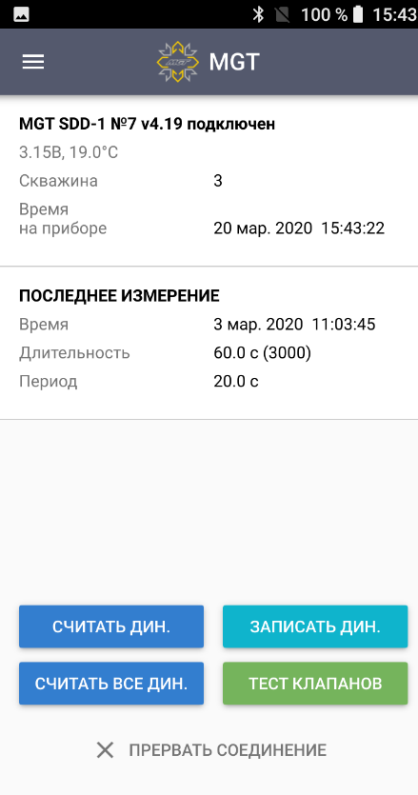 100 % 15:43
MGT
MGT SDD-1 №7 v4.19 подключен
3.15В, 19.0°C
Скважина 3
Время
на приборе 20 мар. 2020 15:43:22
ПОСЛЕДНЕЕ ИЗМЕРЕНИЕ
Время 3 мар. 2020 11:03:45
Длительность 60.0 с (3000)
Период 20.0 с
СЧИТАТЬ ДИН. ЗАПИСАТЬ ДИН.
СЧИТАТЬ ВСЕ ДИН. ТЕСТ КЛАПАНОВ
ПРЕРВАТЬ СОЕДИНЕНИЕ